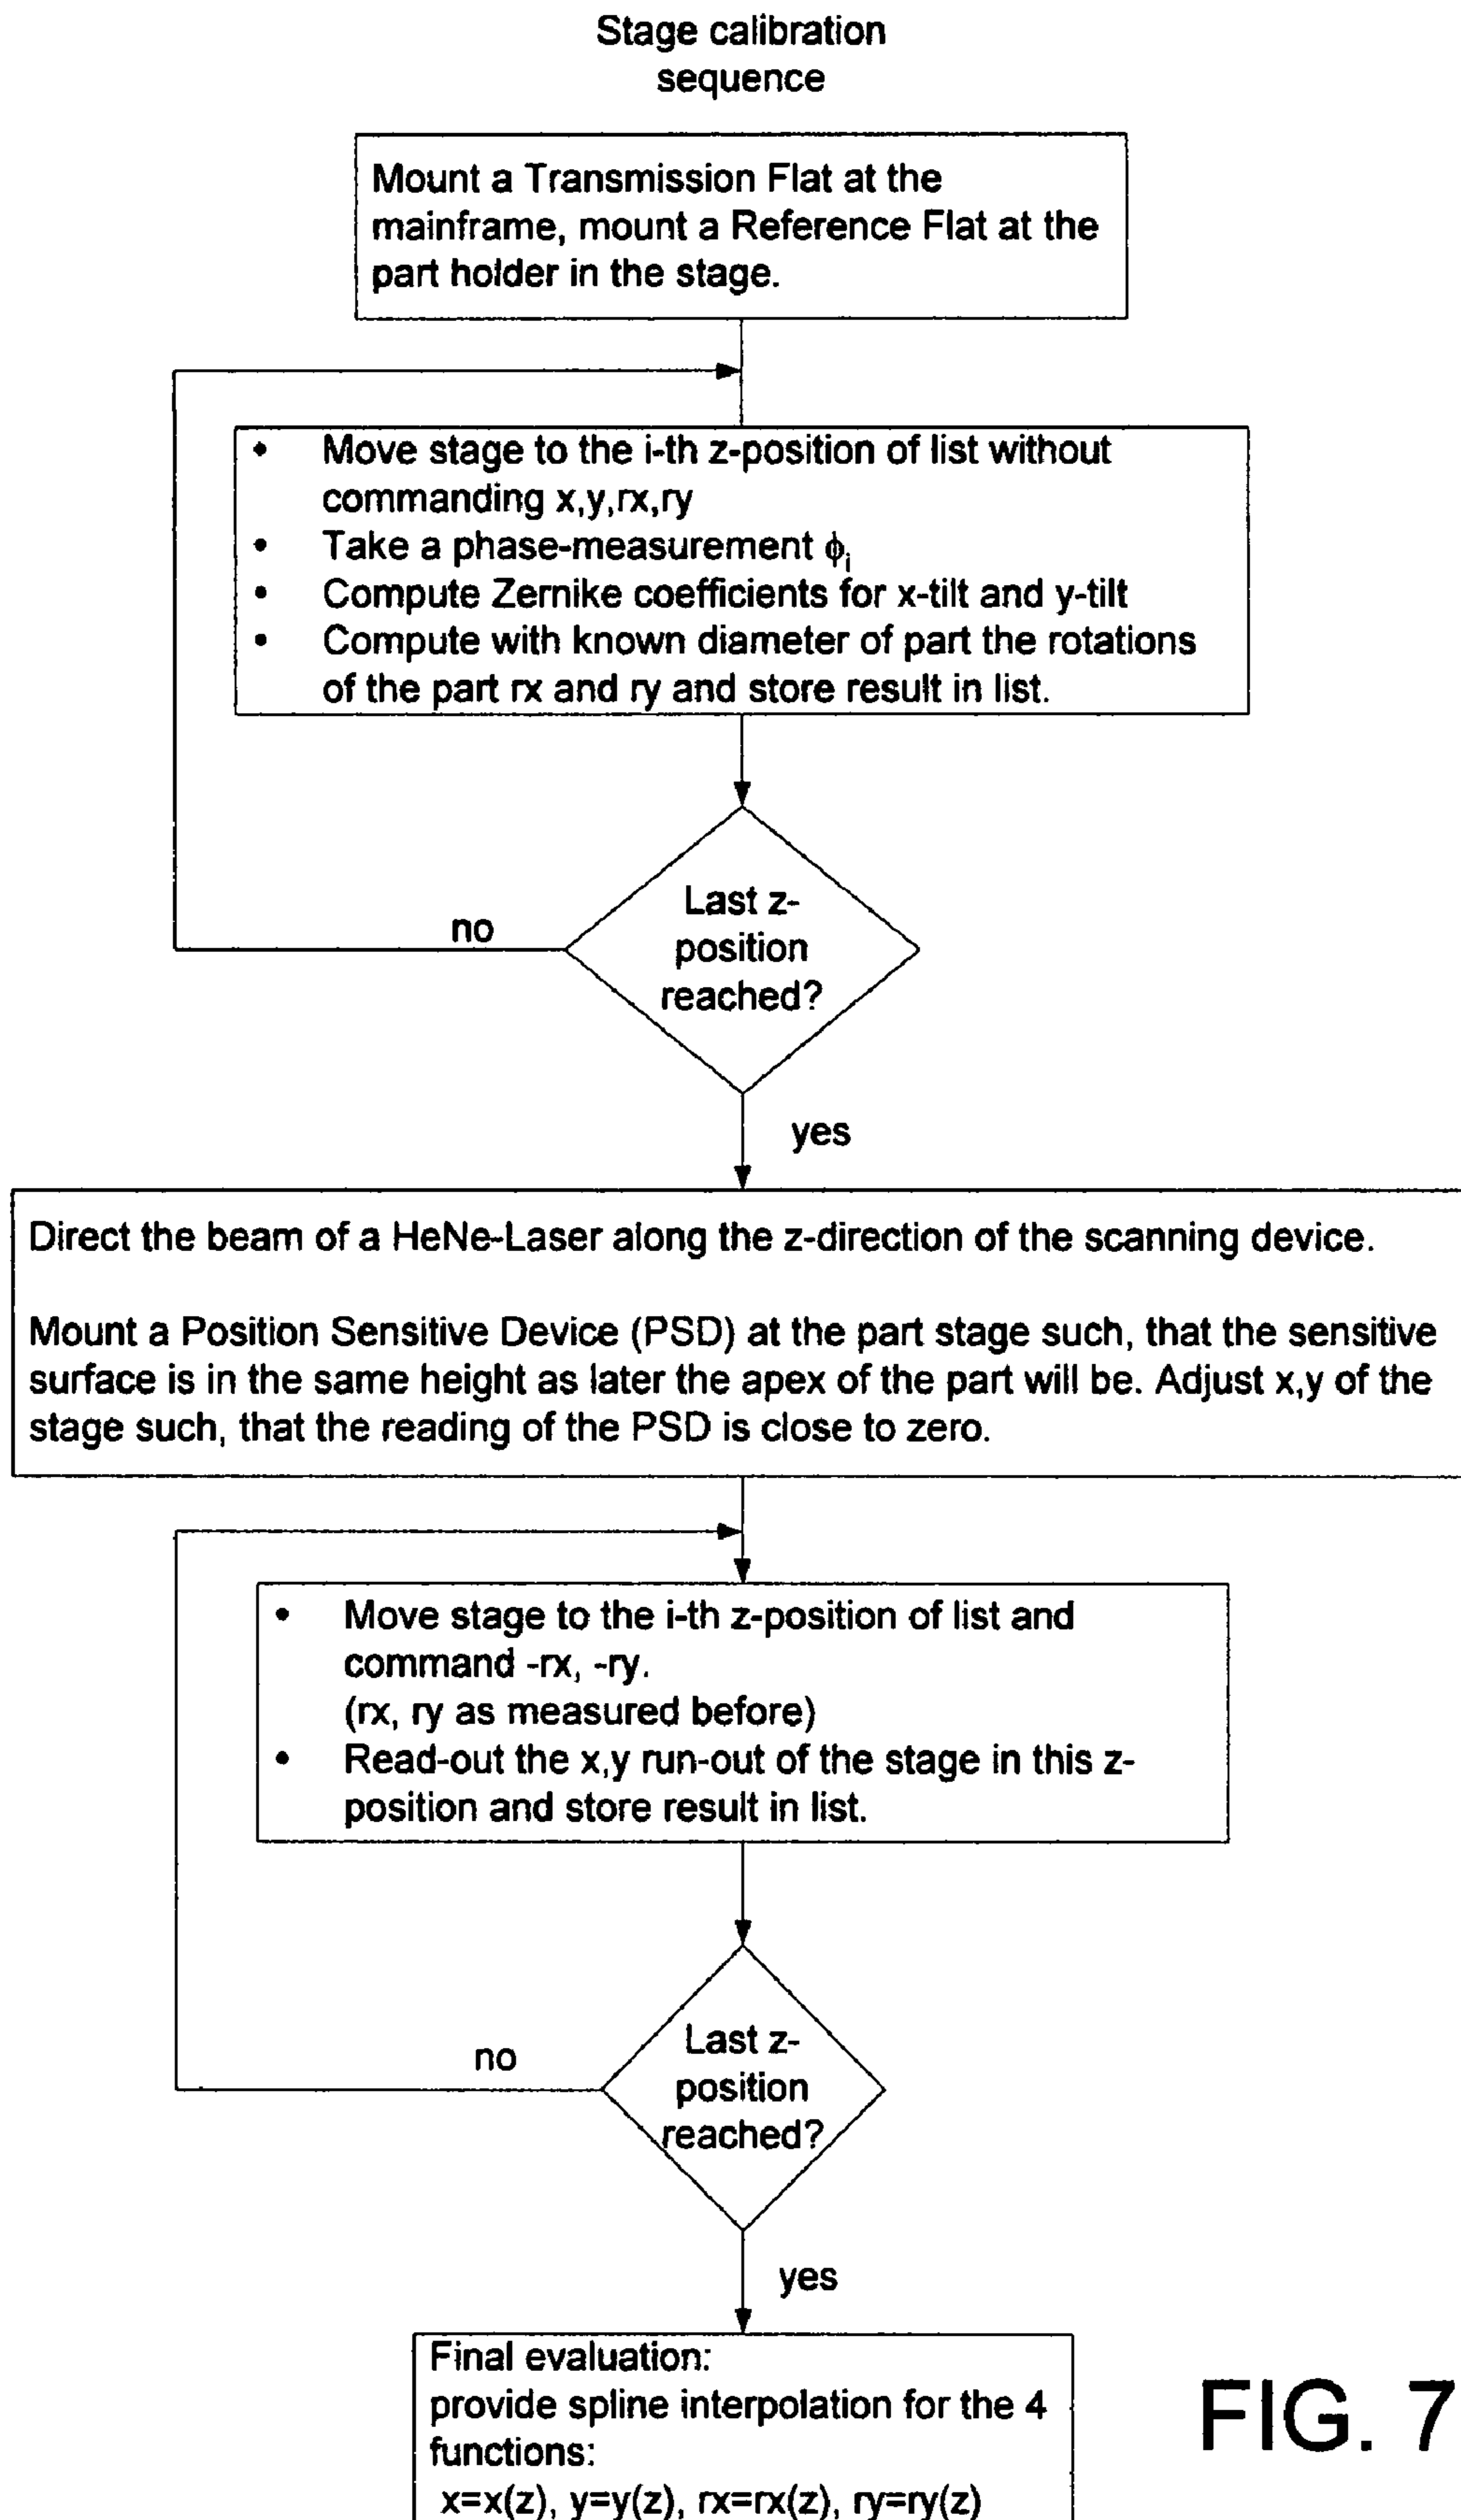 Stage calibration
sequence
Mount a Transmission Flat at the
mainframe, mount a Reference Flat at the
part holder in the stage.
• Move stage to the i-th z-position of list without
commanding x,y,rx,ry
• Take a phase-measurement ϕi
• Compute Zernike coefficients for x-tilt and y-tilt
• Compute with known diameter of part the rotations
of the part rx and ry and store result in list.
Last z-
position
reached?
no
yes
Direct the beam of a HeNe-Laser along the z-direction of the scanning device.
Mount a Position Sensitive Device (PSD) at the part stage such, that the sensitive
surface is in the same height as later the apex of the part will be. Adjust x,y of the
stage such, that the reading of the PSD is close to zero.
• Move stage to the i-th z-position of list and
command -rx, -ry.
(rx, ry as measured before)
• Read-out the x,y run-out of the stage in this z-
position and store result in list.
Last z-
position
reached?
no
yes
Final evaluation:
provide spline interpolation for the 4
functions:
x=x(z), y=y(z), rx=rx(z), ry=ry(z)
FIG. 7